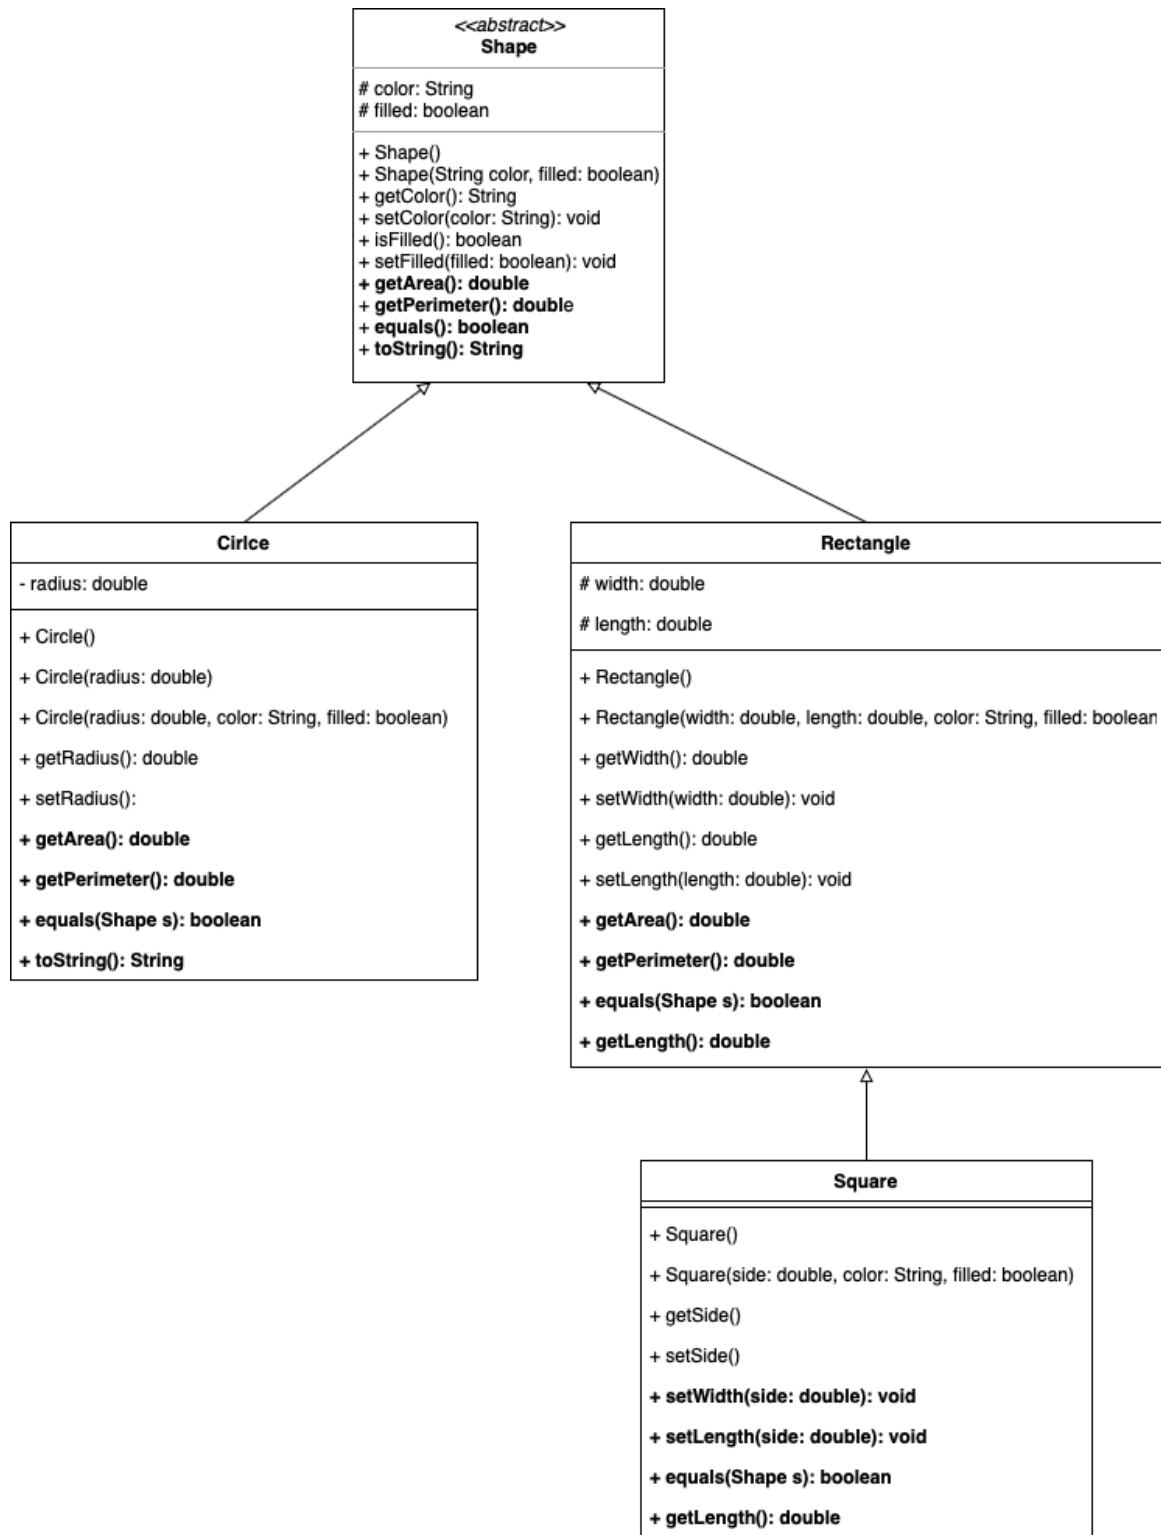 <<abstract>>
Shape
# color: String
# filled: boolean
+ Shape()
+ Shape(String color, filled: boolean)
+ getColor(): String
+ setColor(color: String): void
+ isFilled(): boolean
+ setFilled(filled: boolean): void
+ getArea(): double
+ getPerimeter(): double
+ equals(): boolean
+ toString(): String
Cirlce
- radius: double
+ Circle()
+ Circle(radius: double)
+ Circle(radius: double, color: String, filled: boolean)
+ getRadius(): double
+ setRadius():
+ getArea(): double
+ getPerimeter(): double
+ equals(Shape s): boolean
+ toString(): String
Rectangle
# width: double
# length: double
+ Rectangle()
+ Rectangle(width: double, length: double, color: String, filled: boolean
+ getWidth(): double
+ setWidth(width: double): void
+ getLength(): double
+ setLength(length: double): void
+ getArea(): double
+ getPerimeter(): double
+ equals(Shape s): boolean
+ getLength(): double
Square
+ Square()
+ Square(side: double, color: String, filled: boolean)
+ getSide()
+ setSide()
+ setWidth(side: double): void
+ setLength(side: double): void
+ equals(Shape s): boolean
+ getLength(): double